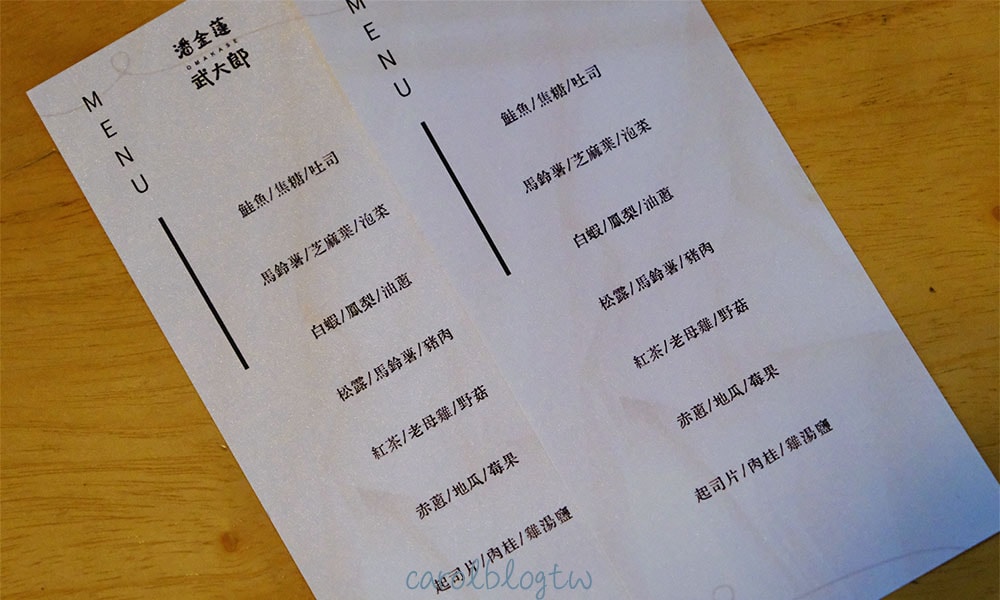 潘金蓮
OMAKASE
武大郎
MENU
鮭魚/焦糖/吐司
馬鈴薯/芝麻葉/泡菜
白蝦/鳳梨/油蔥
松露/馬鈴薯/豬肉
紅茶/老母雞/野菇
赤蔥/地瓜/莓果
起司片/肉桂/雞湯鹽
MENU
鮭魚/焦糖/吐司
馬鈴薯/芝麻葉/泡菜
白蝦/鳳梨/油蔥
松露/馬鈴薯/豬肉
紅茶/老母雞/野菇
赤蔥/地瓜/莓果
起司片/肉桂/雞湯鹽
carolblogtw